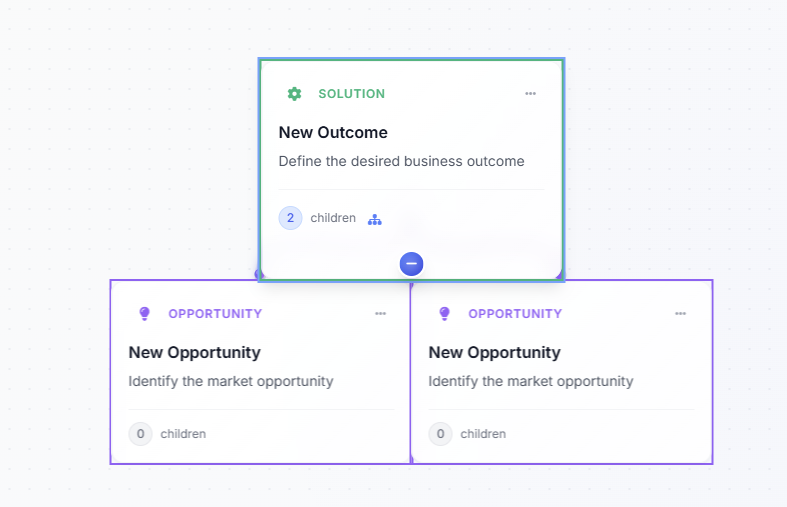 SOLUTION
New Outcome
Define the desired business outcome
2 children
OPPORTUNITY
New Opportunity
Identify the market opportunity
0 children
OPPORTUNITY
New Opportunity
Identify the market opportunity
0 children